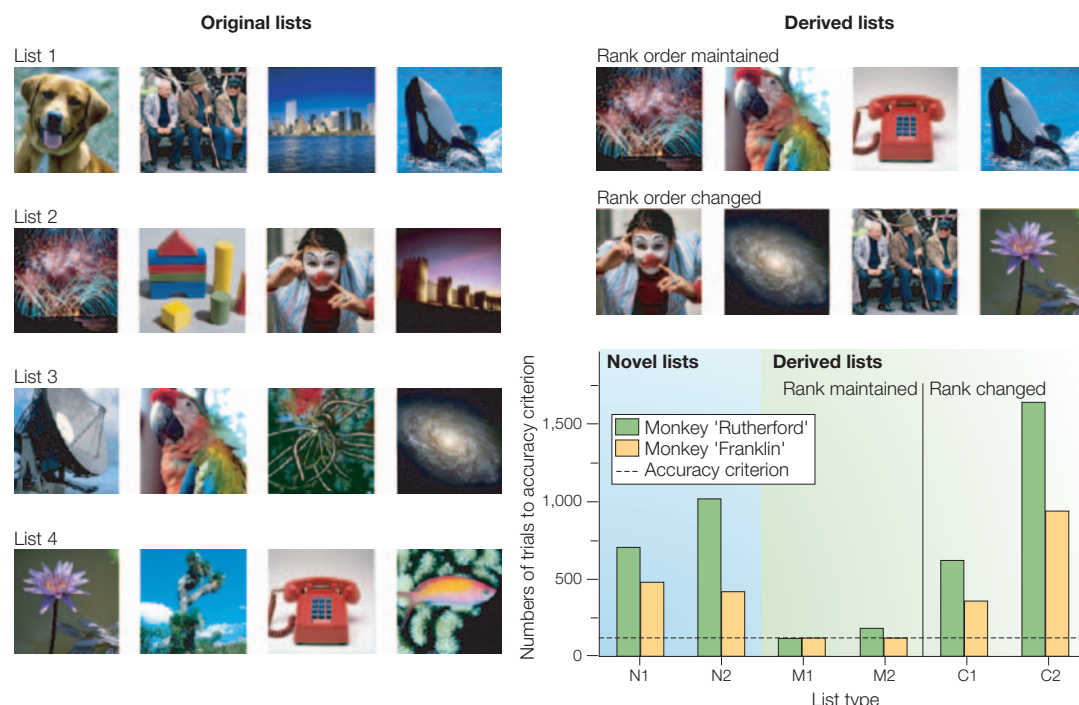 Original lists
List 1
List 2
List 3
List 4
Derived lists
Rank order maintained
Rank order changed
Novel lists
Derived lists
Rank maintained
Rank changed
Monkey 'Rutherford'
Monkey 'Franklin'
Accuracy criterion
Numbers of trials to accuracy criterion
1,500
1,000
500
0
N1
N2
M1
M2
C1
C2
List type